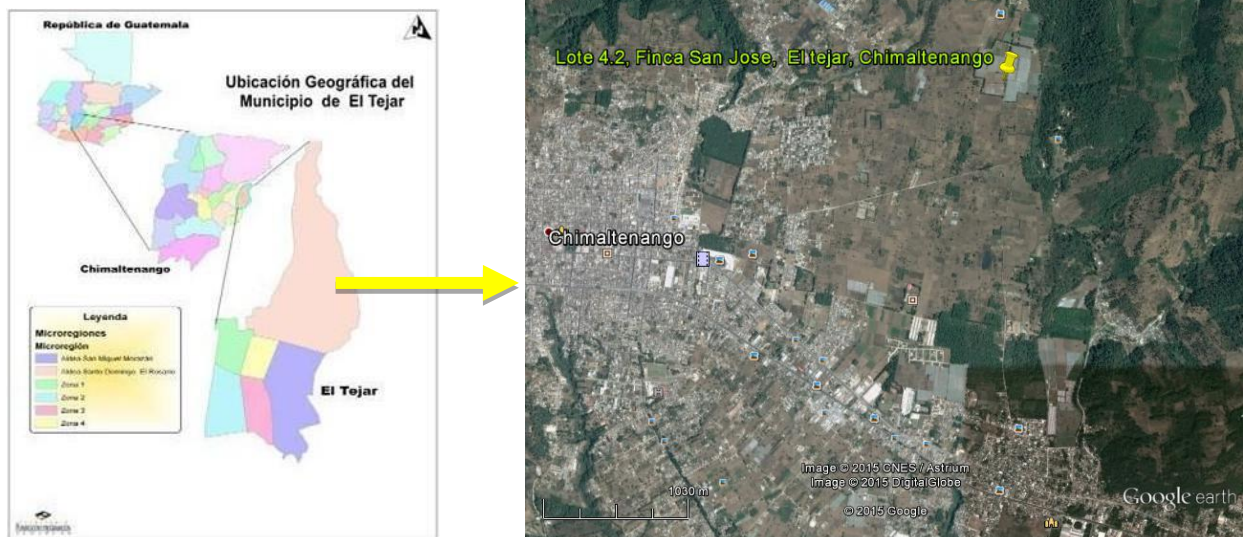 República de Guatemala
Ubicación Geográfica del
Municipio de El Tejar
Chimaltenango
Leyenda
Microregiones
Microregión
Aldea San Miguel Morazán
Aldea Santo Domingo El Rosario
Zona 1
Zona 2
Zona 3
Zona 4
El Tejar
Lote 4.2, Finca San Jose, El tejar, Chimaltenango
Chimaltenango
Image © 2015 CNES / Astrium
Image © 2015 DigitalGlobe
© 2015 Google
1030 m
Google earth